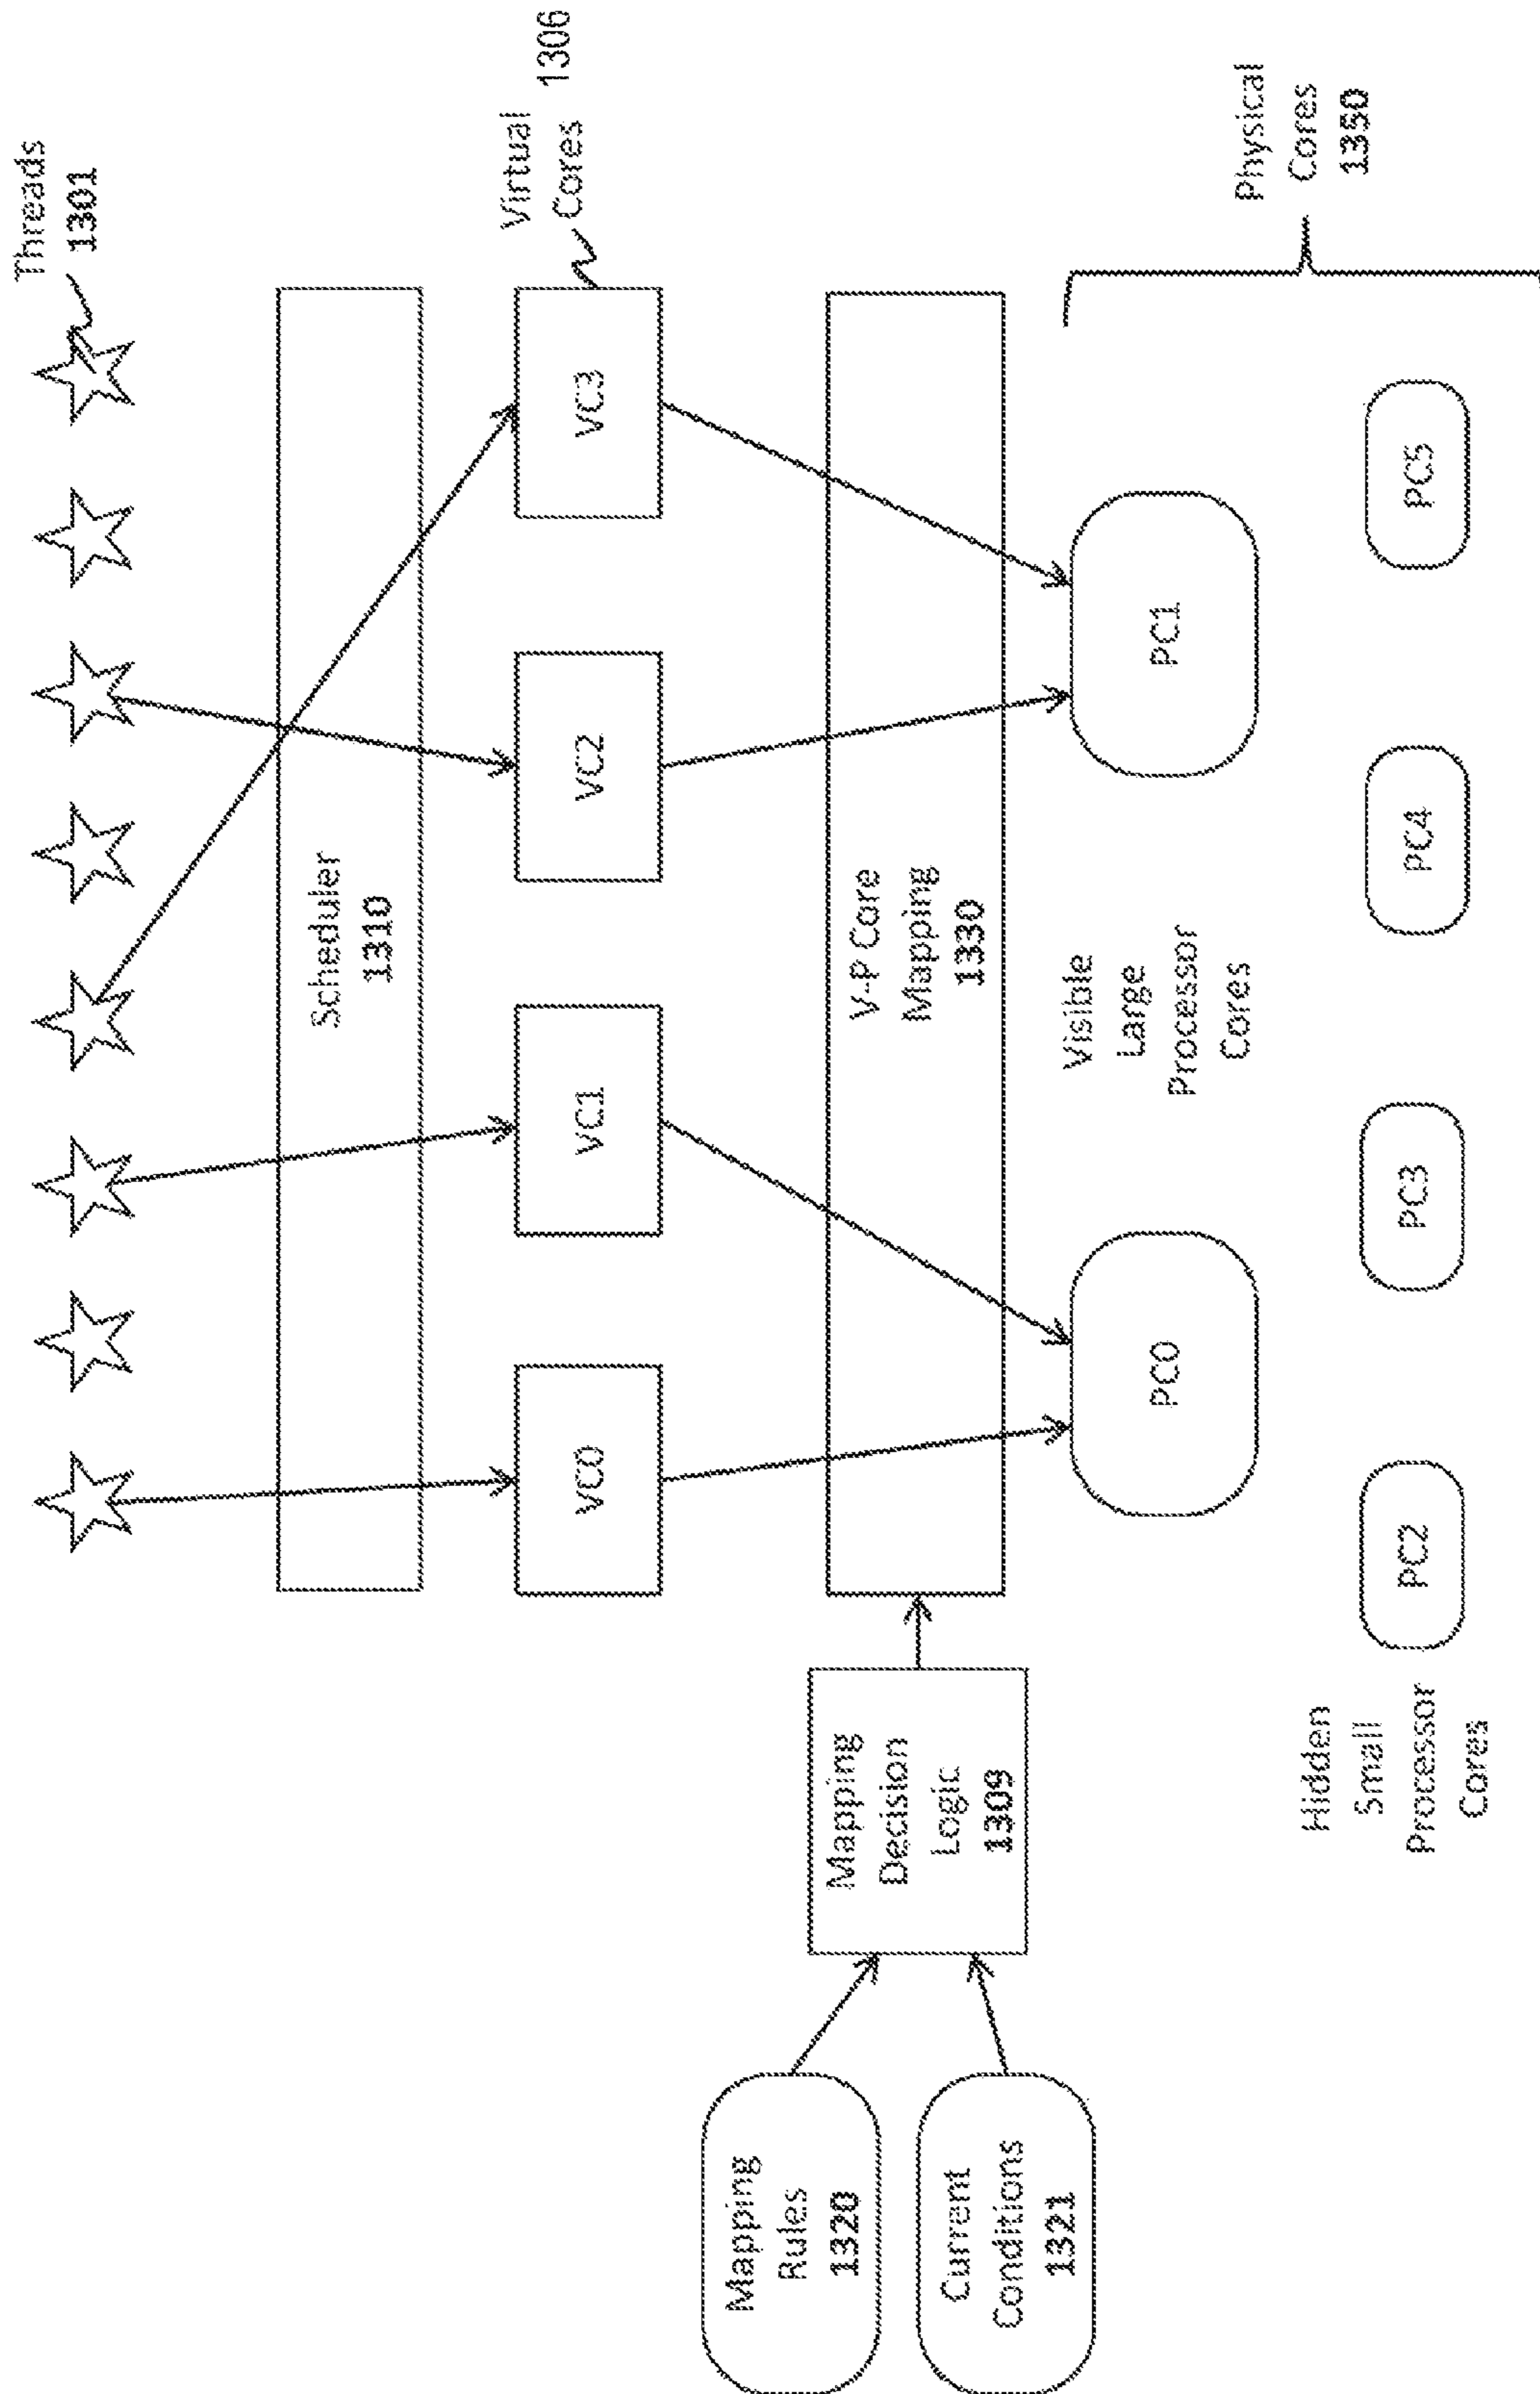 Threads
1301
Scheduler
1310
Virtual
Cores 1306
VC0
VC1
VC2
VC3
Mapping
Rules
1320
Current
Conditions
1321
Mapping
Decision
Logic
1309
V-P Core
Mapping
1330
Visible
Large
Processor
Cores
PC0
PC1
Physical
Cores
1350
Hidden
Small
Processor
Cores
PC2
PC3
PC4
PC5